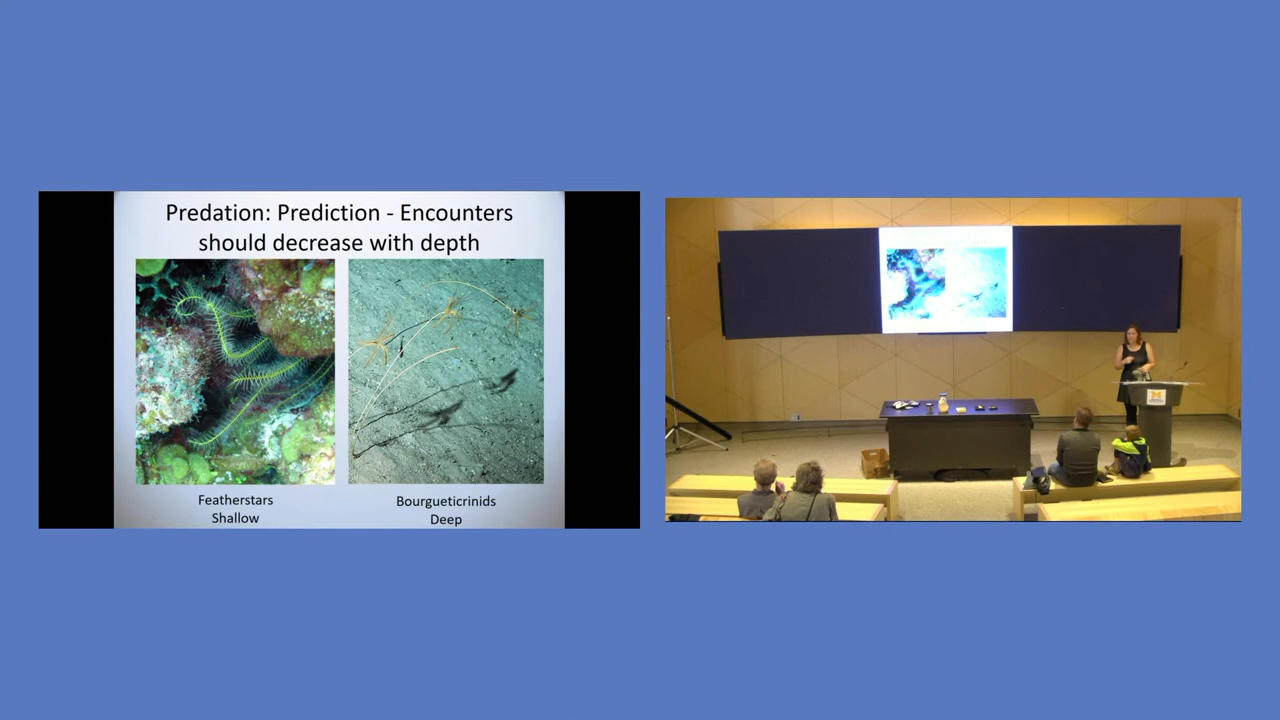 Predation: Prediction - Encounters
should decrease with depth
Featherstars
Shallow
Bourgueticrinids
Deep
M